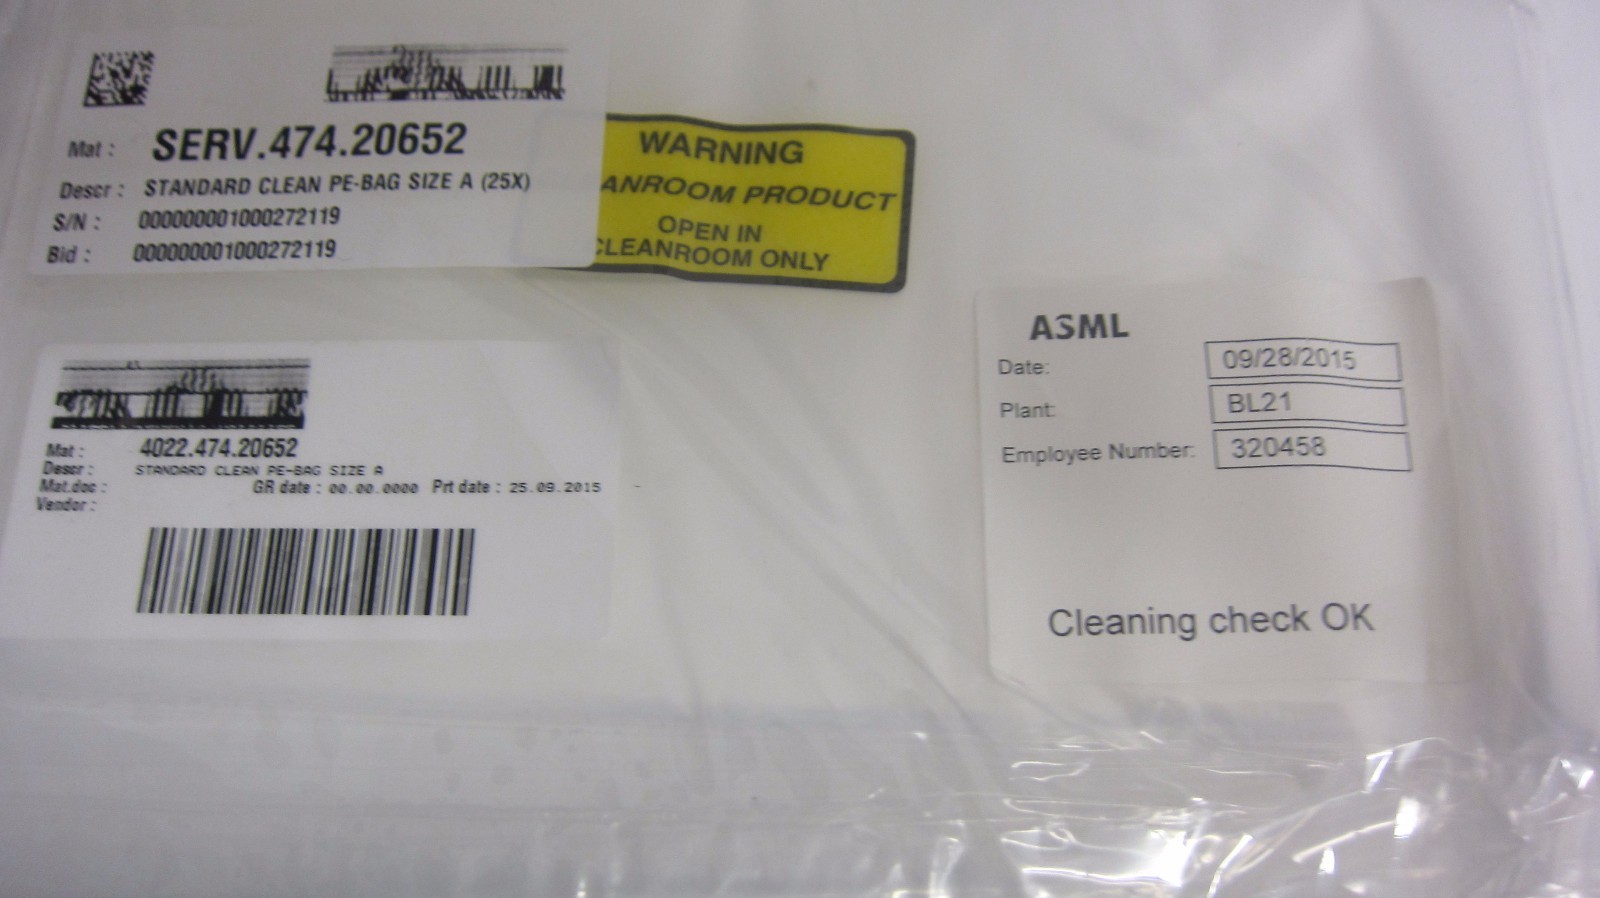 Mat : SERV.474.20652
Descr : STANDARD CLEAN PE-BAG SIZE A (25X)
S/N : 000000001000272119
Bid : 000000001000272119
WARNING
ANROOM PRODUCT
OPEN IN
CLEANROOM ONLY
Mat : 4022.474.20652
Descr : STANDARD CLEAN PE-BAG SIZE A
Mat.doc : GR date : 00.00.0000 Prt date : 25.09.2015
Vendor :
ASML
Date: 09/28/2015
Plant: BL21
Employee Number: 320458
Cleaning check OK